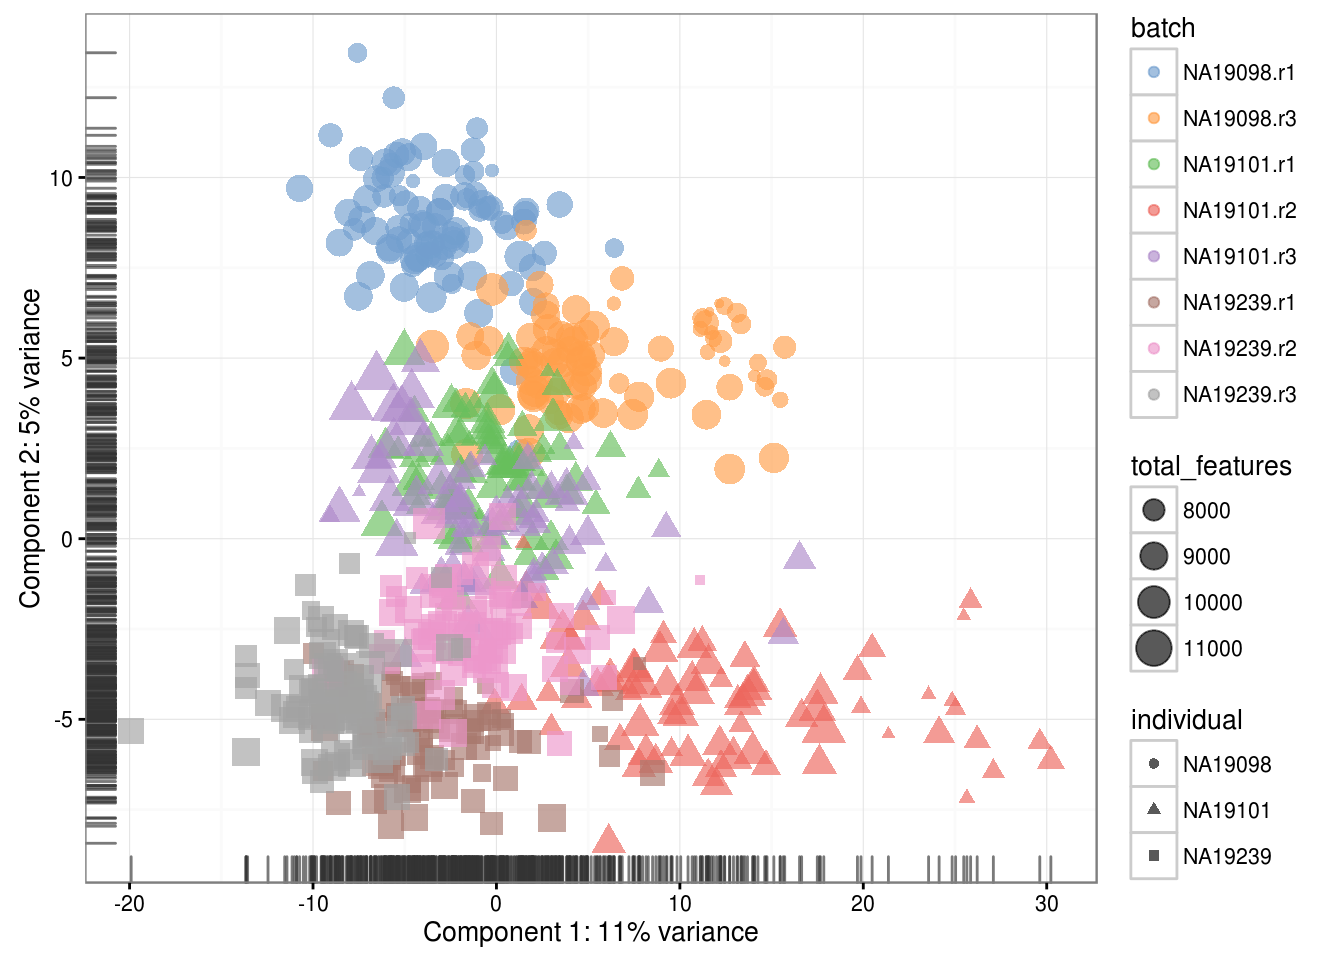 10
5
0
-5
Component 2: 5% variance
-20
-10
0
10
20
30
Component 1: 11% variance
batch
NA19098.r1
NA19098.r3
NA19101.r1
NA19101.r2
NA19101.r3
NA19239.r1
NA19239.r2
NA19239.r3
total_features
8000
9000
10000
11000
individual
NA19098
NA19101
NA19239